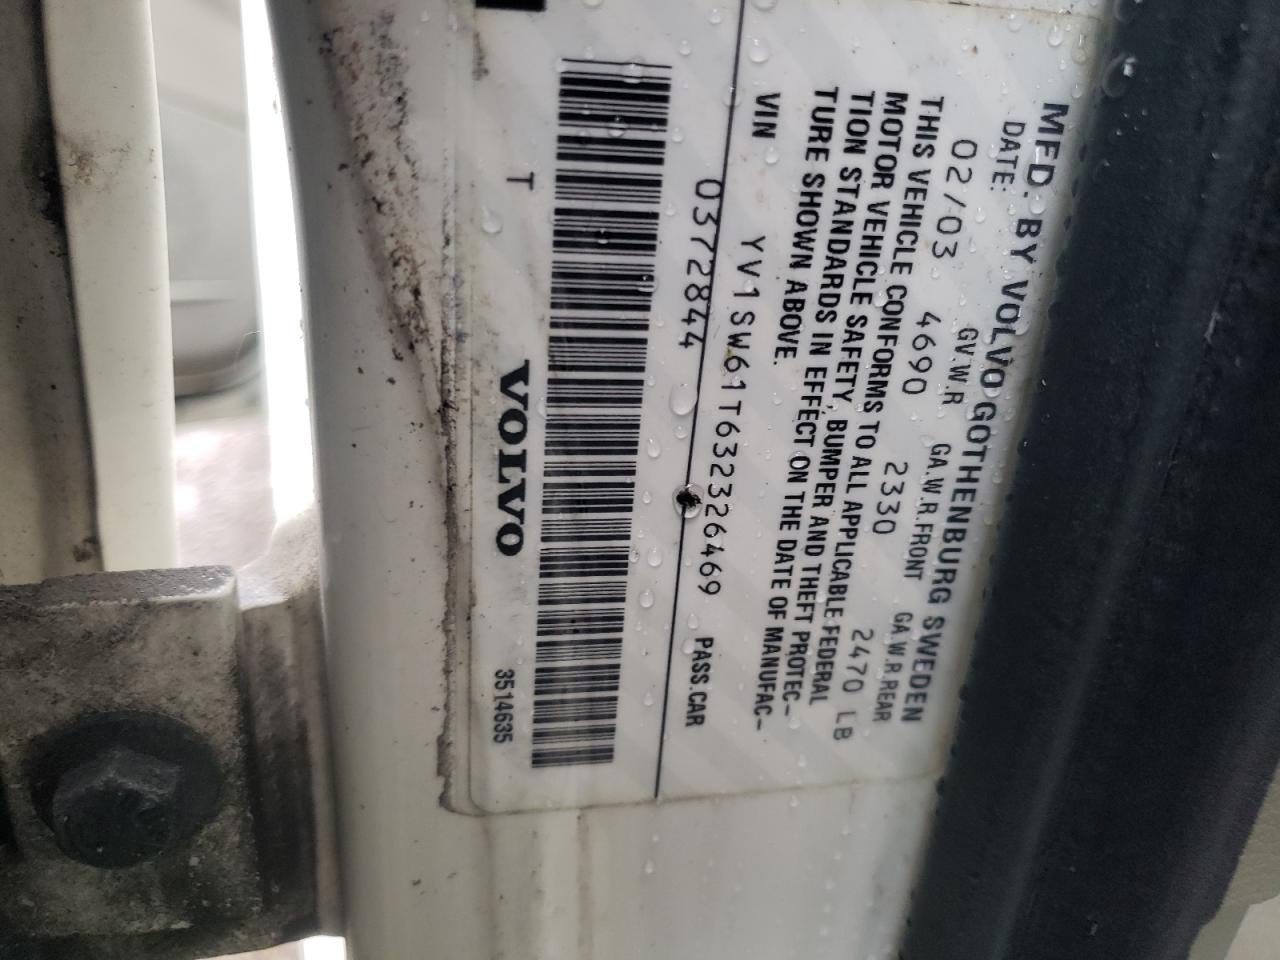 MFD. BY VOLVO GOTHENBURG SWEDEN
DATE: G.V.W.R GA.W.R.FRONT GA.W.R.REAR
02/03 4690 2330 2470 LB
THIS VEHICLE CONFORMS TO ALL APPLICABLE FEDERAL
MOTOR VEHICLE SAFETY, BUMPER AND THEFT PROTEC-
TION STANDARDS IN EFFECT ON THE DATE OF MANUFAC-
TURE SHOWN ABOVE.
VIN YV1SW61T632326469 PASS.CAR
0372844
T VOLVO 3514635